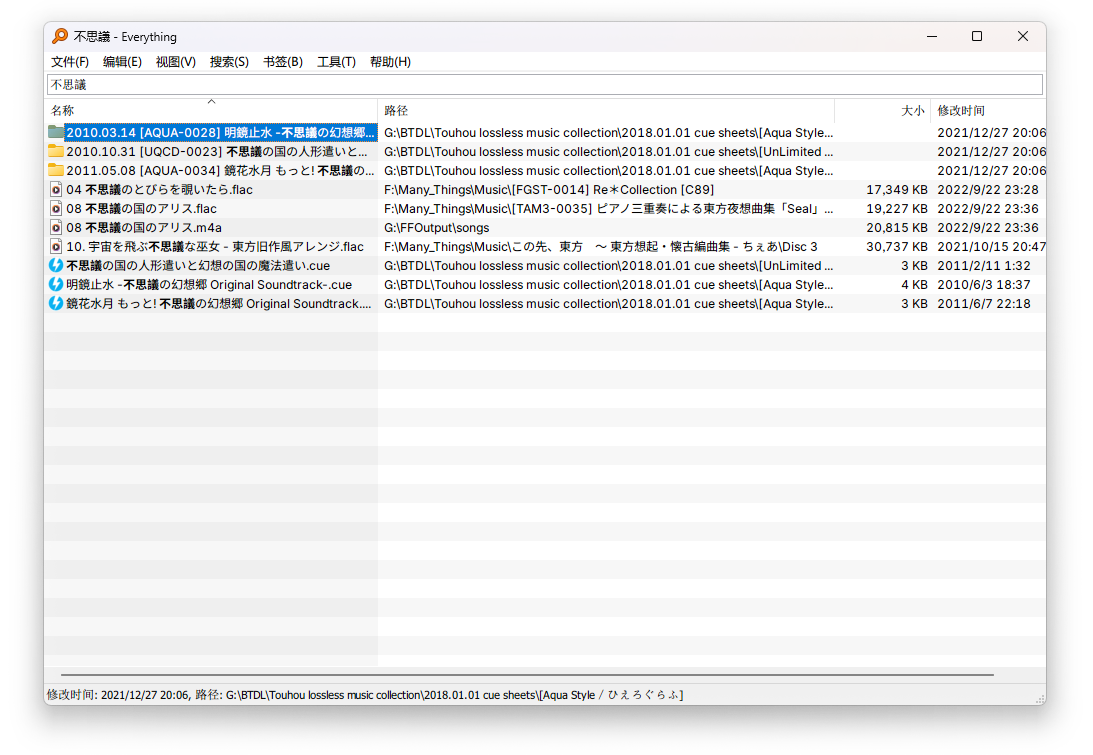 不思議 - Everything
文件(F) 编辑(E) 视图(V) 搜索(S) 书签(B) 工具(T) 帮助(H)
不思議
名称 路径 大小 修改时间
2010.03.14 [AQUA-0028] 明鏡止水 -不思議の幻想郷... G:\BTDL\Touhou lossless music collection\2018.01.01 cue sheets\[Aqua Style... 2021/12/27 20:06
2010.10.31 [UQCD-0023] 不思議の国の人形遣いと... G:\BTDL\Touhou lossless music collection\2018.01.01 cue sheets\[UnLimited ... 2021/12/27 20:06
2011.05.08 [AQUA-0034] 鏡花水月 もっと! 不思議の... G:\BTDL\Touhou lossless music collection\2018.01.01 cue sheets\[Aqua Style... 2021/12/27 20:06
04 不思議のとびらを覗いたら.flac F:\Many_Things\Music\[FGST-0014] Re＊Collection [C89] 17,349 KB 2022/9/22 23:28
08 不思議の国のアリス.flac F:\Many_Things\Music\[TAM3-0035] ピアノ三重奏による東方夜想曲集「Seal」... 19,227 KB 2022/9/22 23:36
08 不思議の国のアリス.m4a G:\FFOutput\songs 20,815 KB 2022/9/22 23:36
10. 宇宙を飛ぶ不思議な巫女 - 東方旧作風アレンジ.flac F:\Many_Things\Music\この先、東方　～ 東方想起・懐古編曲集 - ちぇあ\Disc 3 30,737 KB 2021/10/15 20:47
不思議の国の人形遣いと幻想の国の魔法遣い.cue G:\BTDL\Touhou lossless music collection\2018.01.01 cue sheets\[UnLimited ... 3 KB 2011/2/11 1:32
明鏡止水 -不思議の幻想郷 Original Soundtrack-.cue G:\BTDL\Touhou lossless music collection\2018.01.01 cue sheets\[Aqua Style... 4 KB 2010/6/3 18:37
鏡花水月 もっと! 不思議の幻想郷 Original Soundtrack.... G:\BTDL\Touhou lossless music collection\2018.01.01 cue sheets\[Aqua Style... 3 KB 2011/6/7 22:18
修改时间: 2021/12/27 20:06, 路径: G:\BTDL\Touhou lossless music collection\2018.01.01 cue sheets\[Aqua Style / ひえろぐらふ]